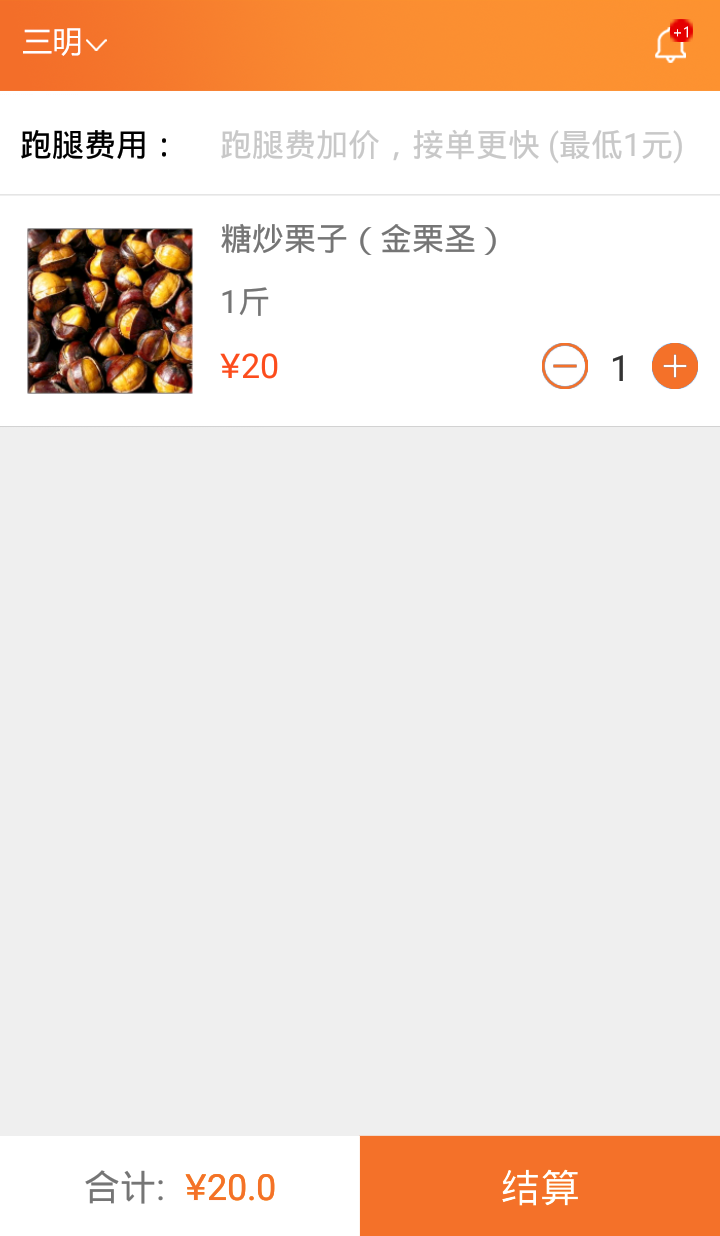 三明
+1
跑腿费用：
跑腿费加价，接单更快 (最低1元)
糖炒栗子（金栗圣）
1斤
¥20
1
合计: ¥20.0
结算